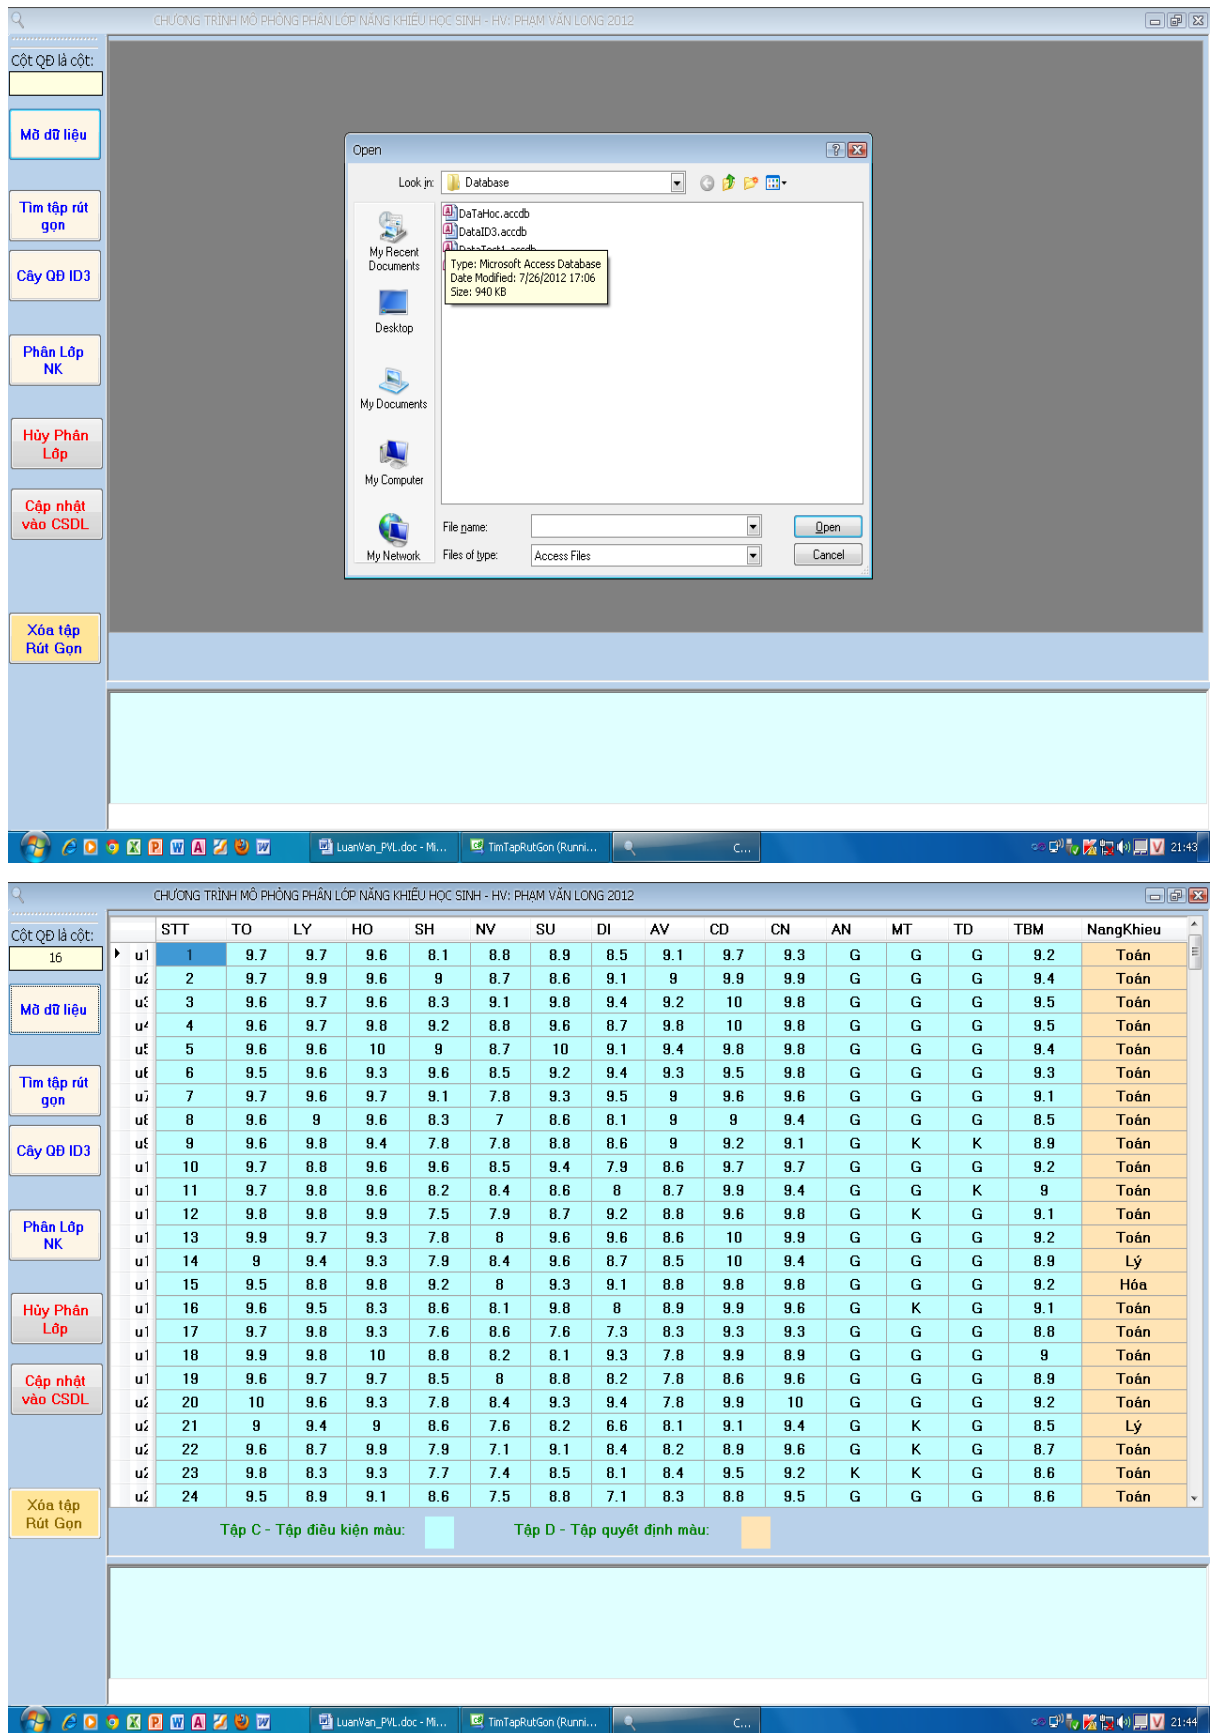 CHƯƠNG TRÌNH MÔ PHỎNG PHÂN LỚP NĂNG KHIẾU HỌC SINH - HV: PHẠM VĂN LONG 2012
Cột QĐ là cột:
Mở dữ liệu
Tìm tập rút
gọn
Cây QĐ ID3
Phân Lớp
NK
Hủy Phân
Lớp
Cập nhật
vào CSDL
Xóa tập
Rút Gọn
Open
Look in:
Database
DaTaHoc.accdb
DataID3.accdb
DataTest1.accdb
Type: Microsoft Access Database
Date Modified: 7/26/2012 17:06
Size: 940 KB
My Recent
Documents
Desktop
My Documents
My Computer
My Network
File name:
Open
Files of type:
Access Files
Cancel
LuanVan_PVL.doc - Mi...
TimTapRutGon (Runni...
C...
21:43
CHƯƠNG TRÌNH MÔ PHỎNG PHÂN LỚP NĂNG KHIẾU HỌC SINH - HV: PHẠM VĂN LONG 2012
Cột QĐ là cột:
16
Mở dữ liệu
Tìm tập rút
gọn
Cây QĐ ID3
Phân Lớp
NK
Hủy Phân
Lớp
Cập nhật
vào CSDL
Xóa tập
Rút Gọn
STT TO LY HO SH NV SU DI AV CD CN AN MT TD TBM NangKhieu
u1 1 9.7 9.7 9.6 8.1 8.8 8.9 8.5 9.1 9.7 9.3 G G G 9.2 Toán
u2 2 9.7 9.9 9.6 9 8.7 8.6 9.1 9 9.9 9.9 G G G 9.4 Toán
u3 3 9.6 9.7 9.6 8.3 9.1 9.8 9.4 9.2 10 9.8 G G G 9.5 Toán
u4 4 9.6 9.7 9.8 9.2 8.8 9.6 8.7 9.8 10 9.8 G G G 9.5 Toán
u5 5 9.6 9.6 10 9 8.7 10 9.1 9.4 9.8 9.8 G G G 9.4 Toán
u6 6 9.5 9.6 9.3 9.6 8.5 9.2 9.4 9.3 9.5 9.8 G G G 9.3 Toán
u7 7 9.7 9.6 9.7 9.1 7.8 9.3 9.5 9 9.6 9.6 G G G 9.1 Toán
u8 8 9.6 9 9.6 8.3 7 8.6 8.1 9 9 9.4 G G G 8.5 Toán
u9 9 9.6 9.8 9.4 7.8 7.8 8.8 8.6 9 9.2 9.1 G K K 8.9 Toán
u1 10 9.7 8.8 9.6 9.6 8.5 9.4 7.9 8.6 9.7 9.7 G G G 9.2 Toán
u1 11 9.7 9.8 9.6 8.2 8.4 8.6 8 8.7 9.9 9.4 G G K 9 Toán
u1 12 9.8 9.8 9.9 7.5 7.9 8.7 9.2 8.8 9.6 9.8 G K G 9.1 Toán
u1 13 9.9 9.7 9.3 7.8 8 9.6 9.6 8.6 10 9.9 G G G 9.2 Toán
u1 14 9 9.4 9.3 7.9 8.4 9.6 8.7 8.5 10 9.4 G G G 8.9 Lý
u1 15 9.5 8.8 9.8 9.2 8 9.3 9.1 8.8 9.8 9.8 G G G 9.2 Hóa
u1 16 9.6 9.5 8.3 8.6 8.1 9.8 8 8.9 9.9 9.6 G K G 9.1 Toán
u1 17 9.7 9.8 9.3 7.6 8.6 7.6 7.3 8.3 9.3 9.3 G G G 8.8 Toán
u1 18 9.9 9.8 10 8.8 8.2 8.1 9.3 7.8 9.9 8.9 G G G 9 Toán
u1 19 9.6 9.7 9.7 8.5 8 8.8 8.2 7.8 8.6 9.6 G G G 8.9 Toán
u2 20 10 9.6 9.3 7.8 8.4 9.3 9.4 7.8 9.9 10 G G G 9.2 Toán
u2 21 9 9.4 9 8.6 7.6 8.2 6.6 8.1 9.1 9.4 G K G 8.5 Lý
u2 22 9.6 8.7 9.9 7.9 7.1 9.1 8.4 8.2 8.9 9.6 G K G 8.7 Toán
u2 23 9.8 8.3 9.3 7.7 7.4 8.5 8.1 8.4 9.5 9.2 K K G 8.6 Toán
u2 24 9.5 8.9 9.1 8.6 7.5 8.8 7.1 8.3 8.8 9.5 G G G 8.6 Toán
Tập C - Tập điều kiện màu: Tập D - Tập quyết định màu:
LuanVan_PVL.doc - Mi...
TimTapRutGon (Runni...
C...
21:44